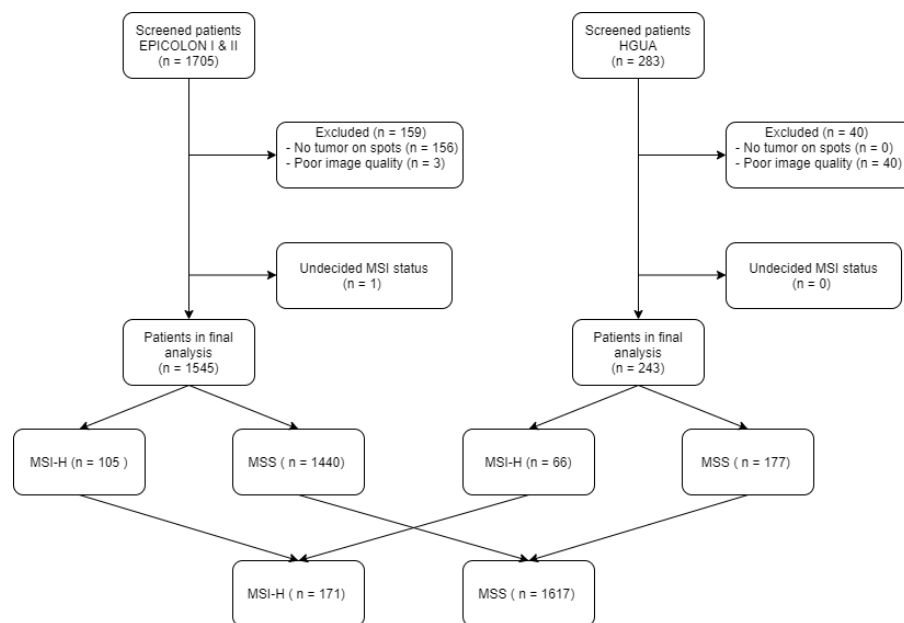 Screened patients
EPICOLON I & II
(n = 1705)
Screened patients
HGUA
(n = 283)
Excluded (n = 159)
- No tumor on spots (n = 156)
- Poor image quality (n = 3)
Excluded (n = 40)
- No tumor on spots (n = 0)
- Poor image quality (n = 40)
Undecided MSI status
(n = 1)
Undecided MSI status
(n = 0)
Patients in final
analysis
(n = 1545)
Patients in final
analysis
(n = 243)
MSI-H (n = 105 )
MSS ( n = 1440)
MSI-H (n = 66)
MSS ( n = 177)
MSI-H ( n = 171)
MSS ( n = 1617)